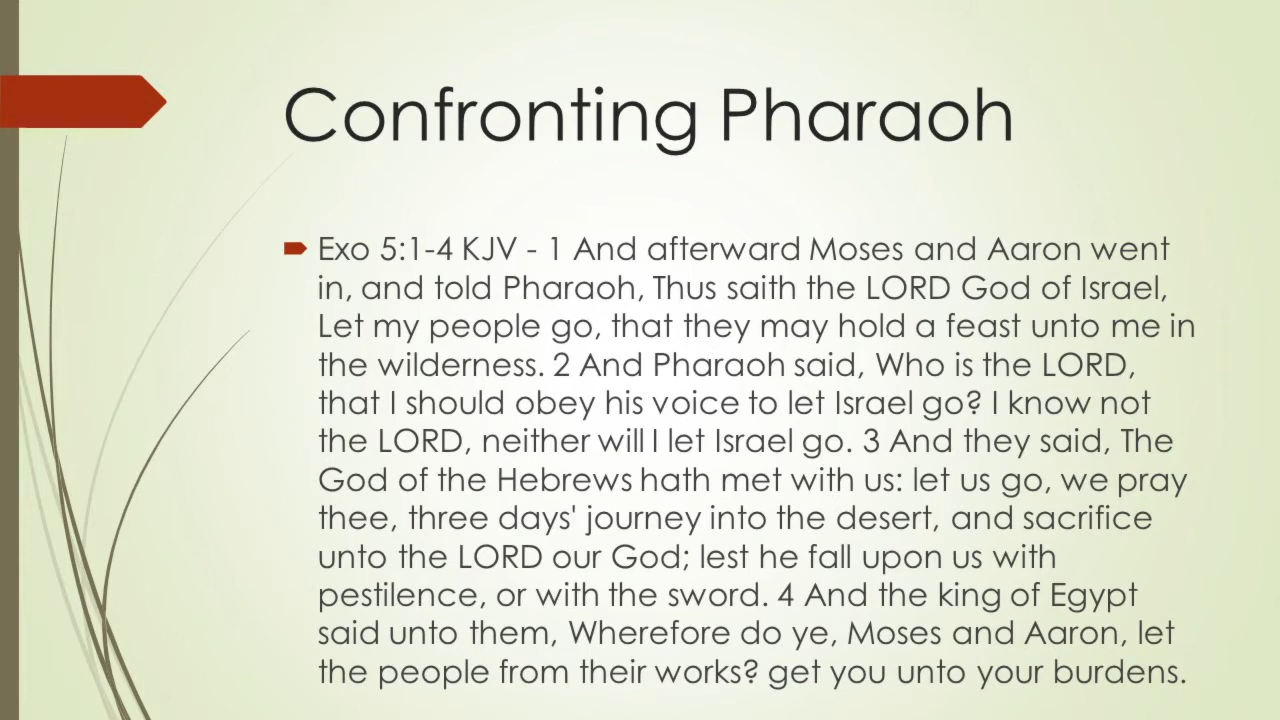 Confronting Pharaoh
Exo 5:1-4 KJV - 1 And afterward Moses and Aaron went
in, and told Pharaoh, Thus saith the LORD God of Israel,
Let my people go, that they may hold a feast unto me in
the wilderness. 2 And Pharaoh said, Who is the LORD,
that I should obey his voice to let Israel go? I know not
the LORD, neither will I let Israel go. 3 And they said, The
God of the Hebrews hath met with us: let us go, we pray
thee, three days' journey into the desert, and sacrifice
unto the LORD our God; lest he fall upon us with
pestilence, or with the sword. 4 And the king of Egypt
said unto them, Wherefore do ye, Moses and Aaron, let
the people from their works? get you unto your burdens.